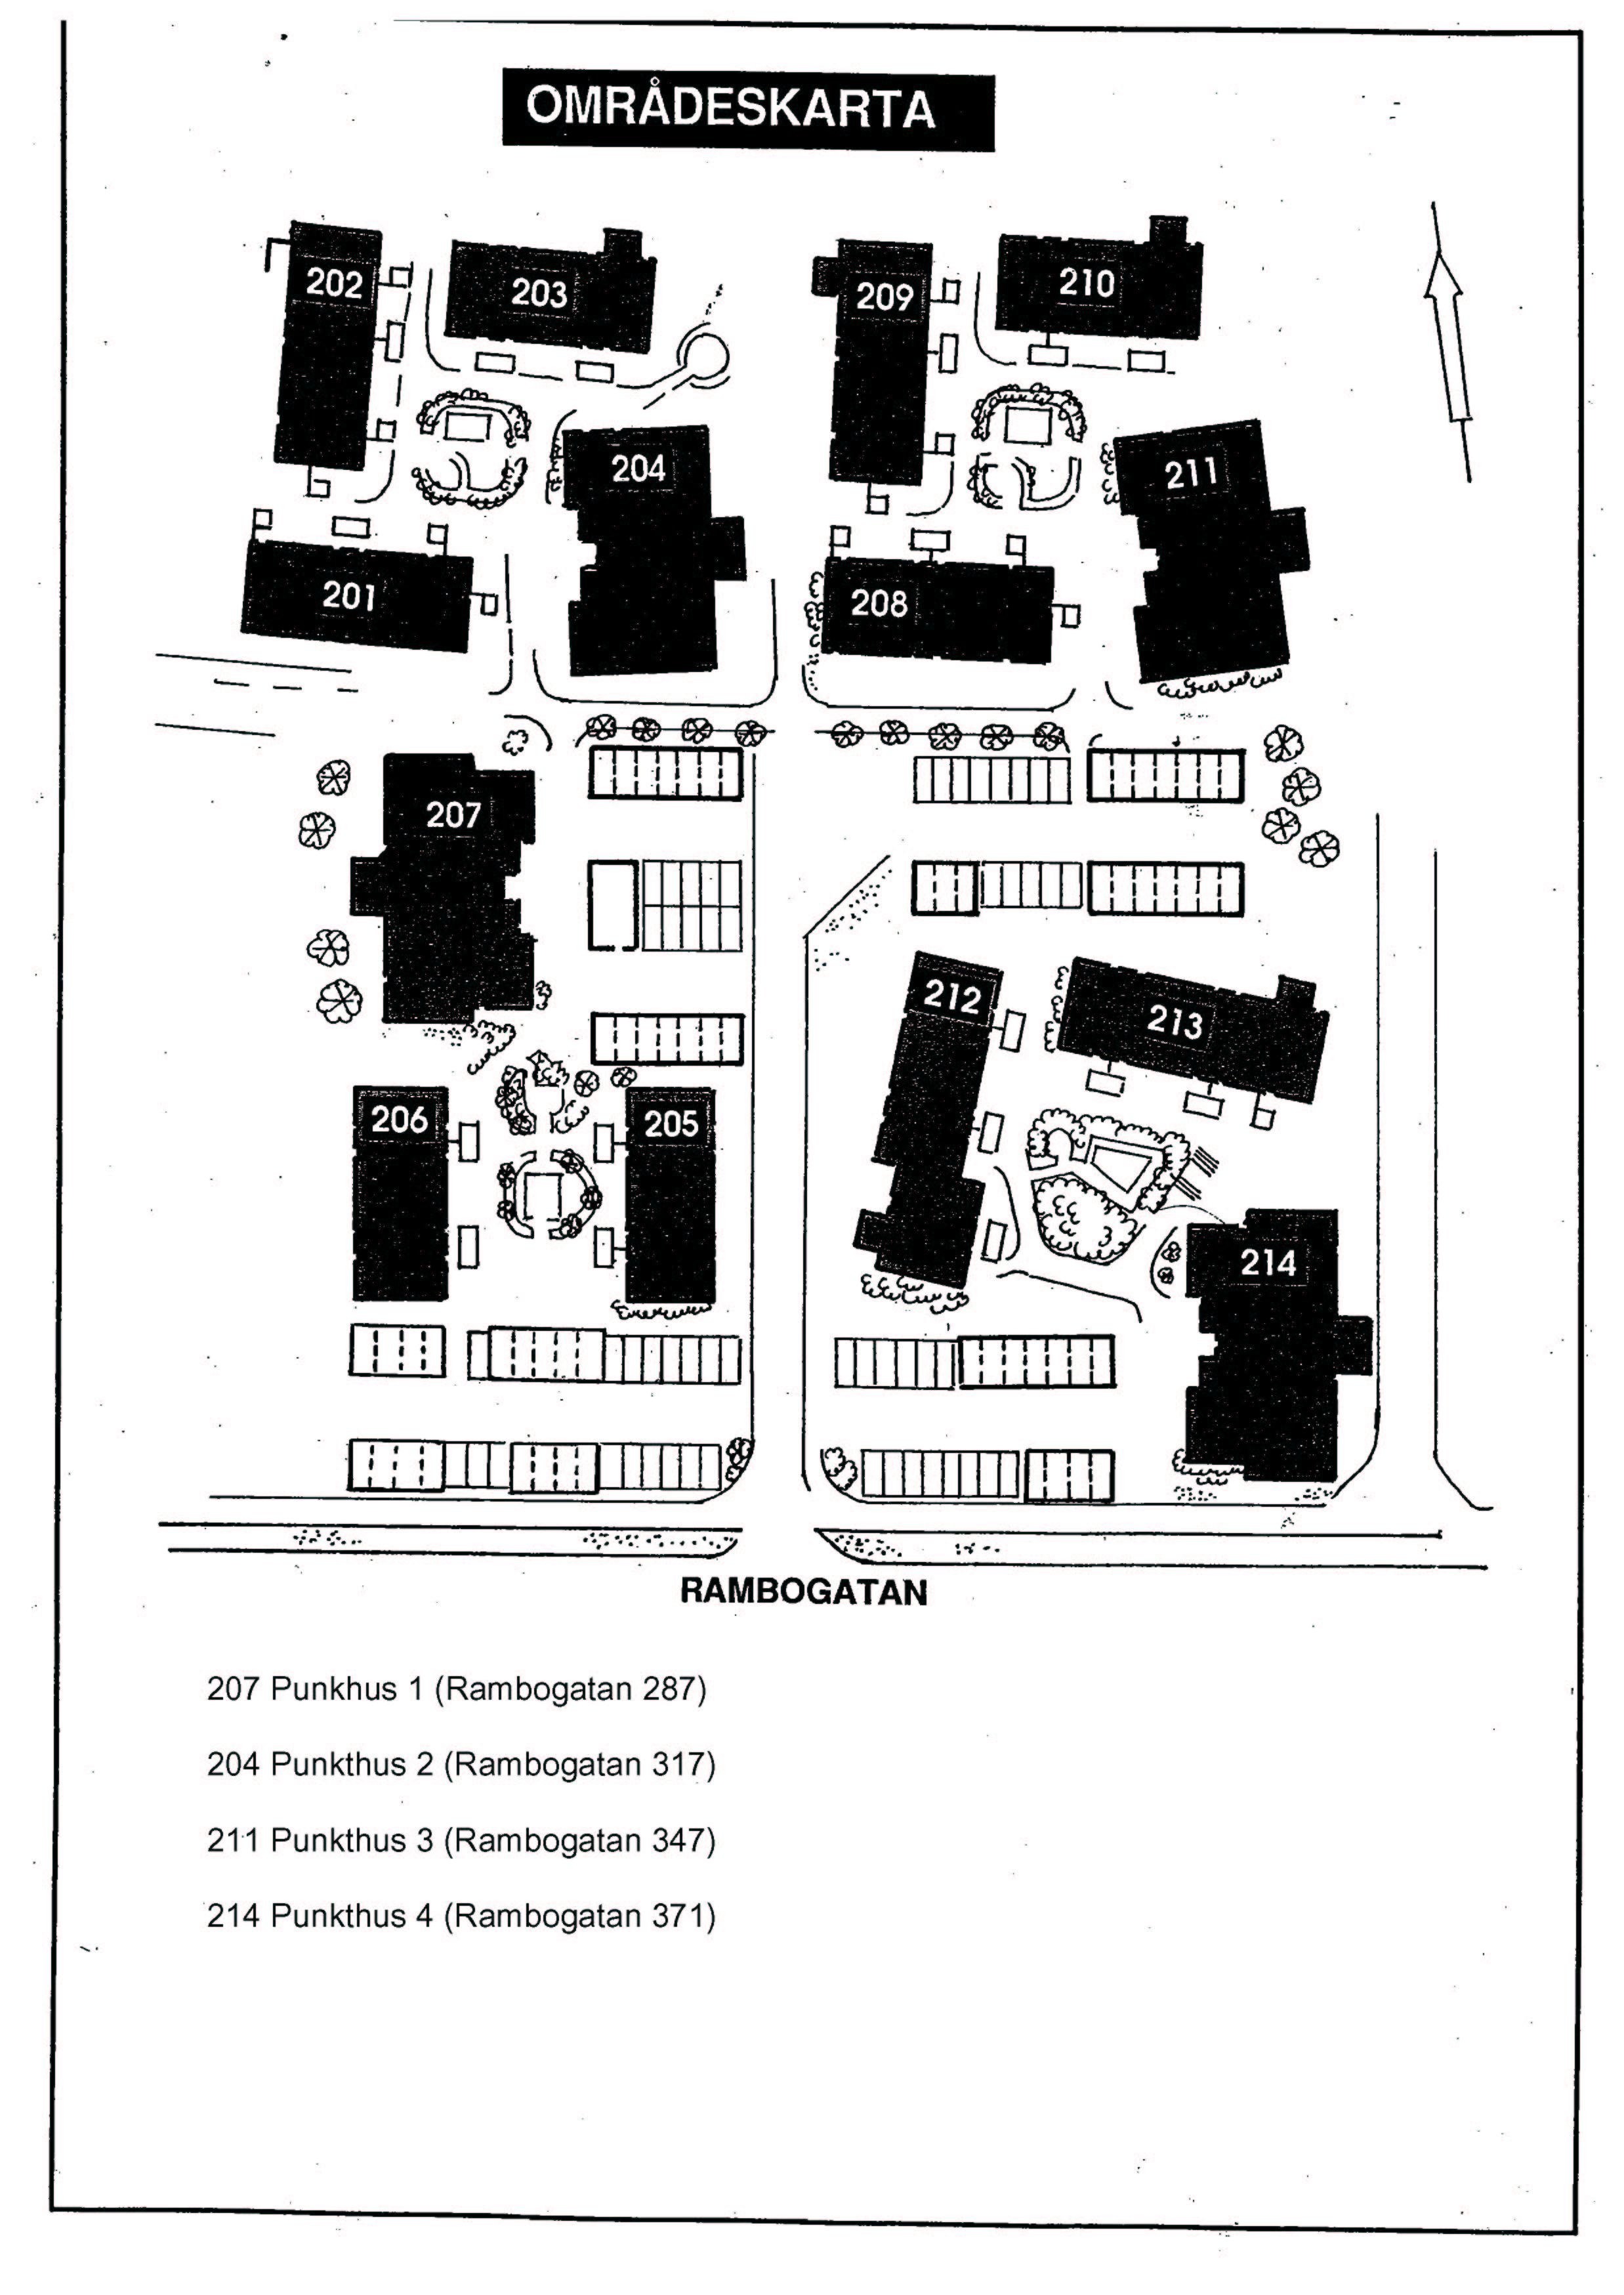 OMRÅDESKARTA
202
203
209
210
204
211
201
208
207
212
213
206
205
214
RAMBOGATAN
207 Punkhus 1 (Rambogatan 287)
204 Punkthus 2 (Rambogatan 317)
211 Punkthus 3 (Rambogatan 347)
214 Punkthus 4 (Rambogatan 371)